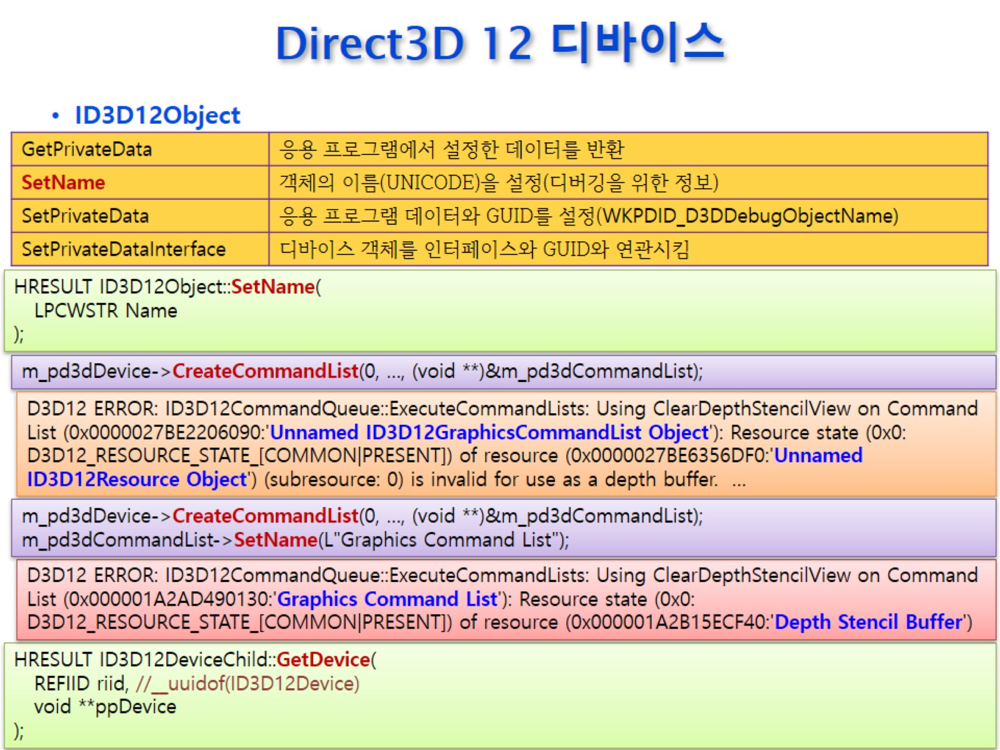 Direct3D 12 디바이스
• ID3D12Object
GetPrivateData 응용 프로그램에서 설정한 데이터를 반환
SetName 객체의 이름(UNICODE)을 설정(디버깅을 위한 정보)
SetPrivateData 응용 프로그램 데이터와 GUID를 설정(WKPDID_D3DDebugObjectName)
SetPrivateDataInterface 디바이스 객체를 인터페이스와 GUID와 연관시킴
HRESULT ID3D12Object::SetName(
LPCWSTR Name
);
m_pd3dDevice->CreateCommandList(0, ..., (void **)&m_pd3dCommandList);
D3D12 ERROR: ID3D12CommandQueue::ExecuteCommandLists: Using ClearDepthStencilView on Command
List (0x0000027BE2206090:'Unnamed ID3D12GraphicsCommandList Object'): Resource state (0x0:
D3D12_RESOURCE_STATE_[COMMON|PRESENT]) of resource (0x0000027BE6356DF0:'Unnamed
ID3D12Resource Object') (subresource: 0) is invalid for use as a depth buffer. ...
m_pd3dDevice->CreateCommandList(0, ..., (void **)&m_pd3dCommandList);
m_pd3dCommandList->SetName(L"Graphics Command List");
D3D12 ERROR: ID3D12CommandQueue::ExecuteCommandLists: Using ClearDepthStencilView on Command
List (0x000001A2AD490130:'Graphics Command List'): Resource state (0x0:
D3D12_RESOURCE_STATE_[COMMON|PRESENT]) of resource (0x000001A2B15ECF40:'Depth Stencil Buffer')
HRESULT ID3D12DeviceChild::GetDevice(
REFIID riid, //__uuidof(ID3D12Device)
void **ppDevice
);